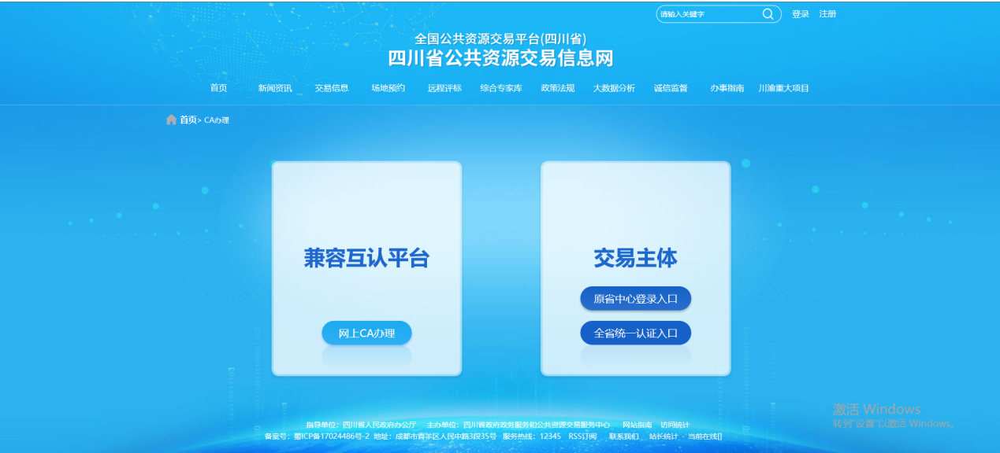 请输入关键字 登录 注册
全国公共资源交易平台(四川省)
四川省公共资源交易信息网
首页 新闻资讯 交易信息 场地预约 远程评标 综合专家库 政策法规 大数据分析 诚信监督 办事指南 川渝重大项目
首页> CA办理
兼容互认平台
网上CA办理
交易主体
原省中心登录入口
全省统一认证入口
激活 Windows
转到"设置"以激活 Windows。
指导单位：四川省人民政府办公厅 主办单位：四川省政府政务服务和公共资源交易服务中心 网站指南 访问统计
备案号：蜀ICP备17024486号-2 地址：成都市青羊区人民中路3段35号 服务热线：12345 RSS订阅 联系我们 站长统计 - 当前在线[]